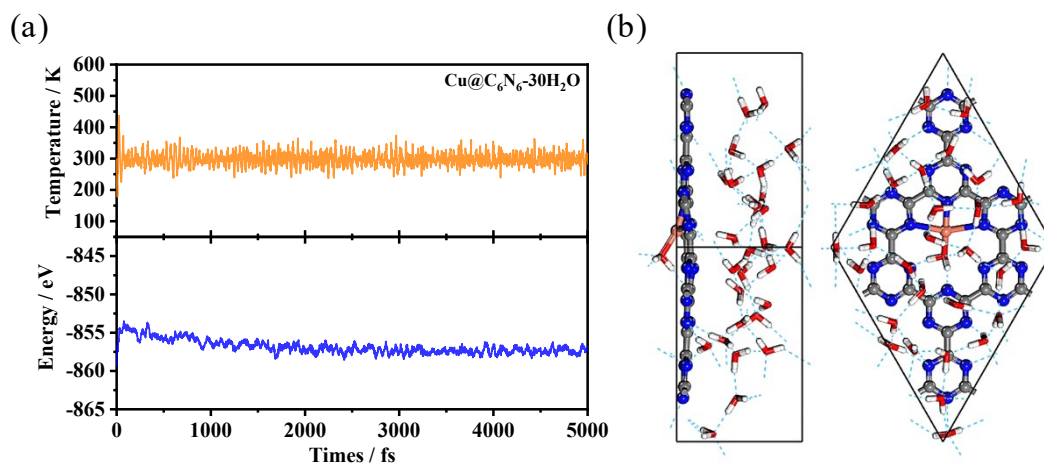 (a)
(b)
600
500
400
300
200
100
Temperature / K
Cu@C₆N₆-30H₂O
-845
-850
-855
-860
-865
Energy / eV
0 1000 2000 3000 4000 5000
Times / fs